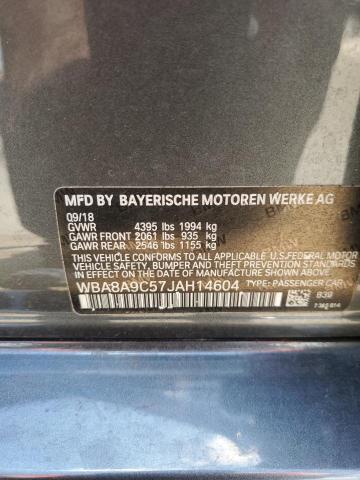 MFD BY BAYERISCHE MOTOREN WERKE AG
09/18
GVWR 4395 lbs 1994 kg
GAWR FRONT 2061 lbs 935 kg
GAWR REAR 2546 lbs 1155 kg
THIS VEHICLE CONFORMS TO ALL APPLICABLE U.S.FEDERAL MOTOR
VEHICLE SAFETY, BUMPER, AND THEFT PREVENTION STANDARDS IN
EFFECT ON THE DATE OF MANUFACTURE SHOWN ABOVE.
WBA8A9C57JAH14604 TYPE: PASSENGER CAR
B39